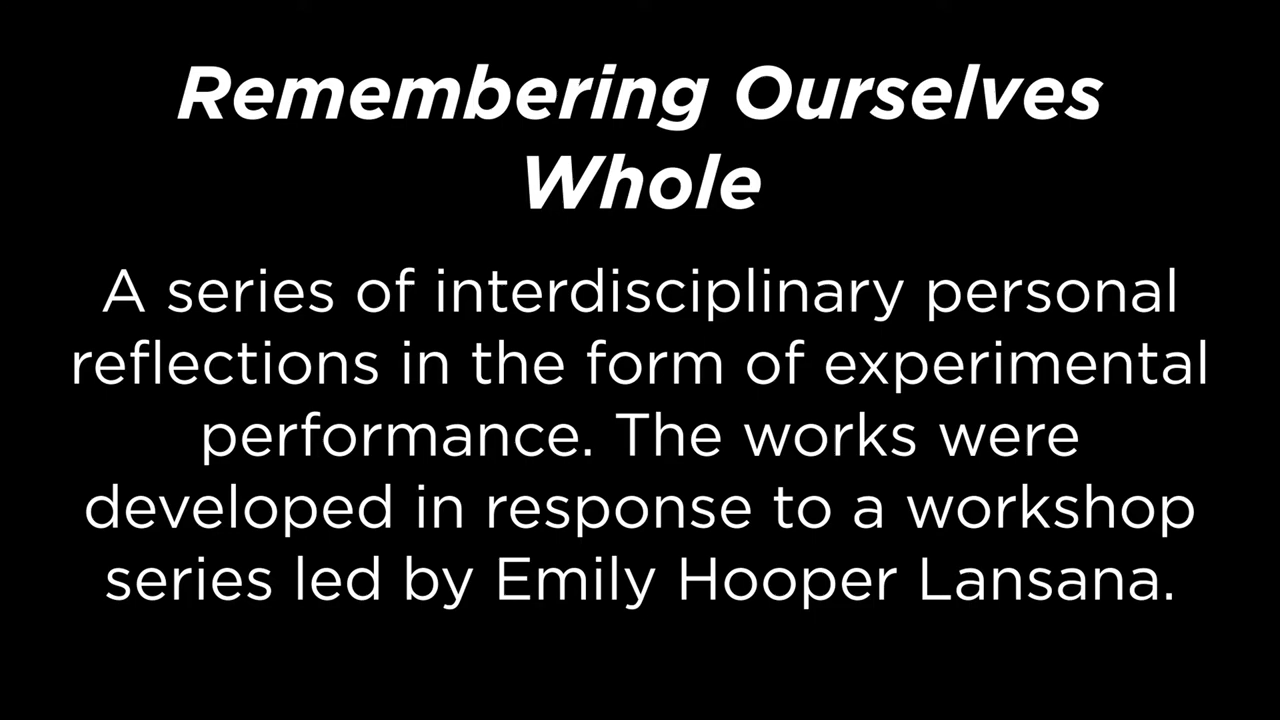 Remembering Ourselves
Whole
A series of interdisciplinary personal
reflections in the form of experimental
performance. The works were
developed in response to a workshop
series led by Emily Hooper Lansana.